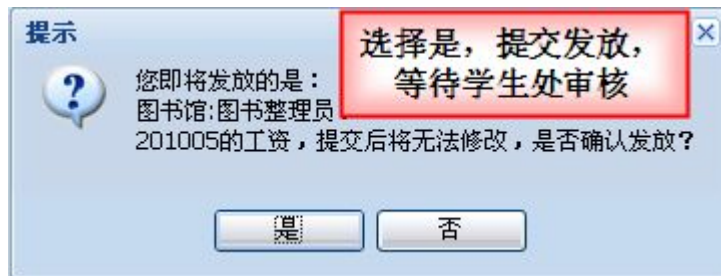 提示
选择是，提交发放，
等待学生处审核
您即将发放的是：
图书馆:图书整理员，
201005的工资，提交后将无法修改，是否确认发放?
是
否